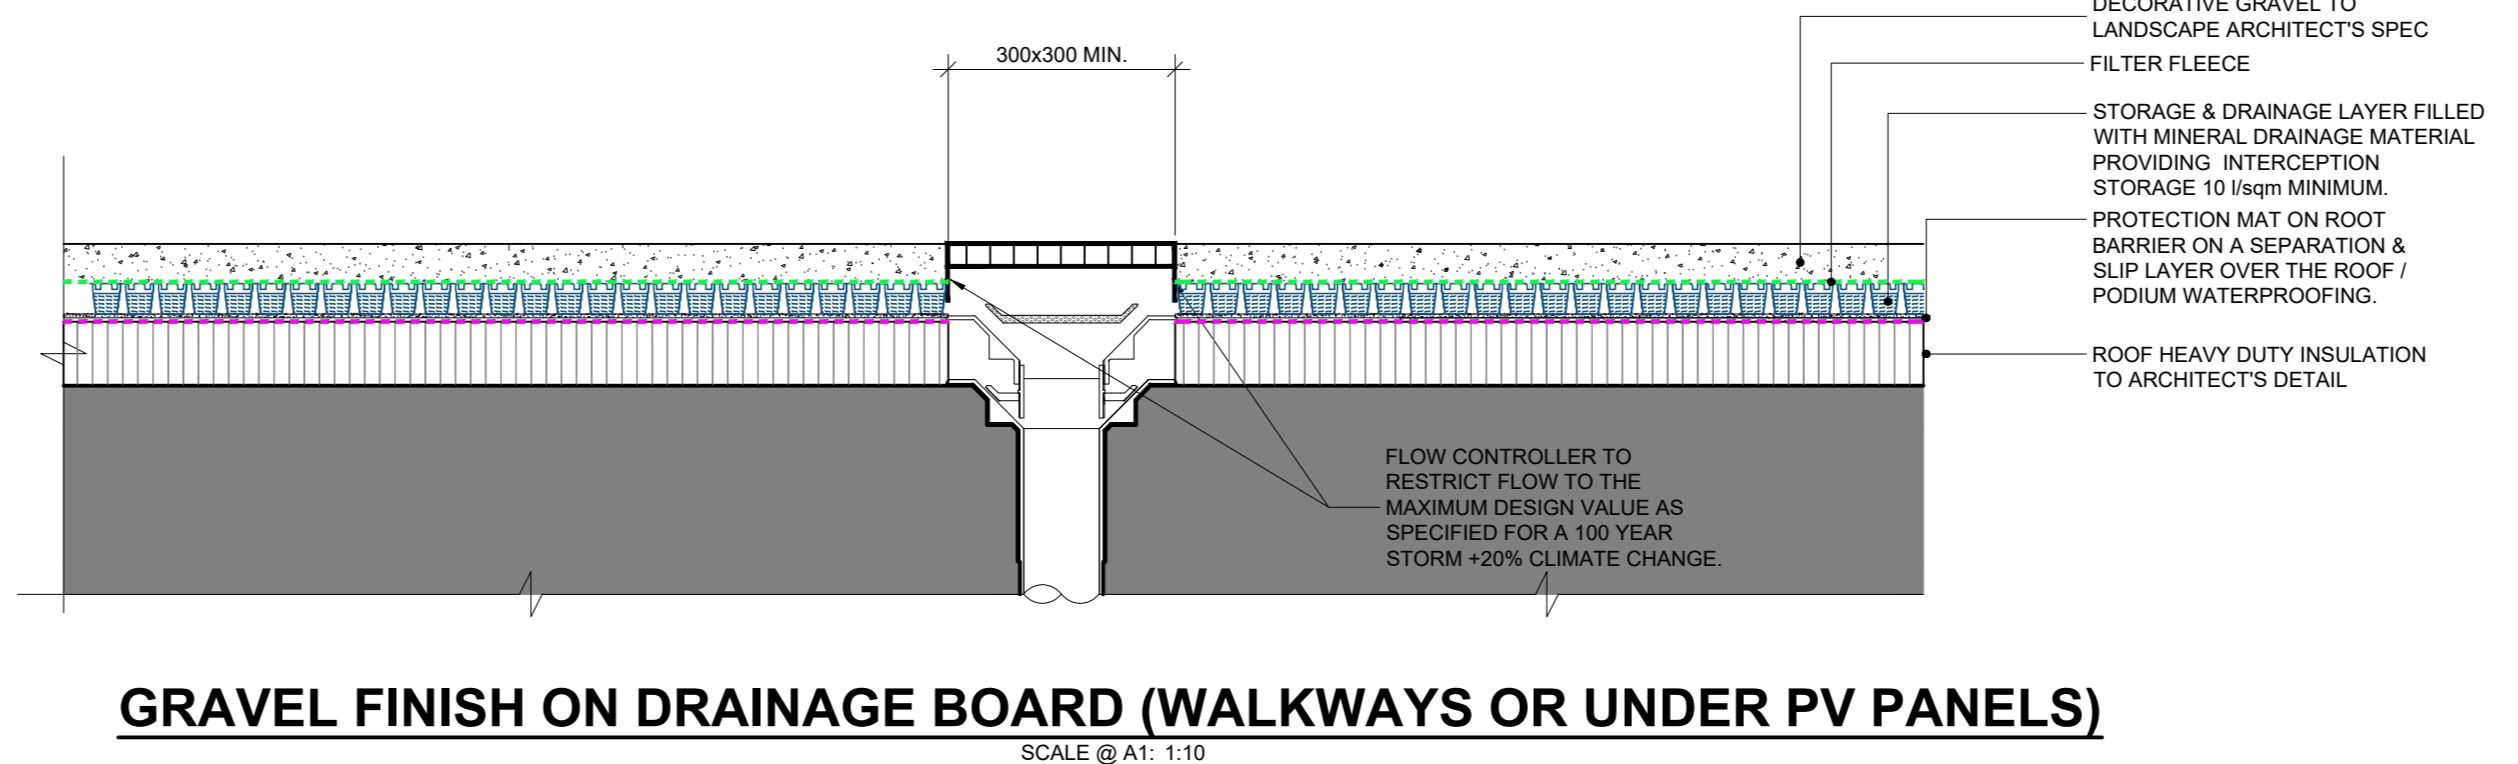 DECORATIVE GRAVEL TO
LANDSCAPE ARCHITECT'S SPEC
300x300 MIN.
FILTER FLEECE
STORAGE & DRAINAGE LAYER FILLED
WITH MINERAL DRAINAGE MATERIAL
PROVIDING INTERCEPTION
STORAGE 10 l/sqm MINIMUM.
PROTECTION MAT ON ROOT
BARRIER ON A SEPARATION &
SLIP LAYER OVER THE ROOF /
PODIUM WATERPROOFING.
ROOF HEAVY DUTY INSULATION
TO ARCHITECT'S DETAIL
FLOW CONTROLLER TO
RESTRICT FLOW TO THE
MAXIMUM DESIGN VALUE AS
SPECIFIED FOR A 100 YEAR
STORM +20% CLIMATE CHANGE.
GRAVEL FINISH ON DRAINAGE BOARD (WALKWAYS OR UNDER PV PANELS)
SCALE @ A1: 1:10